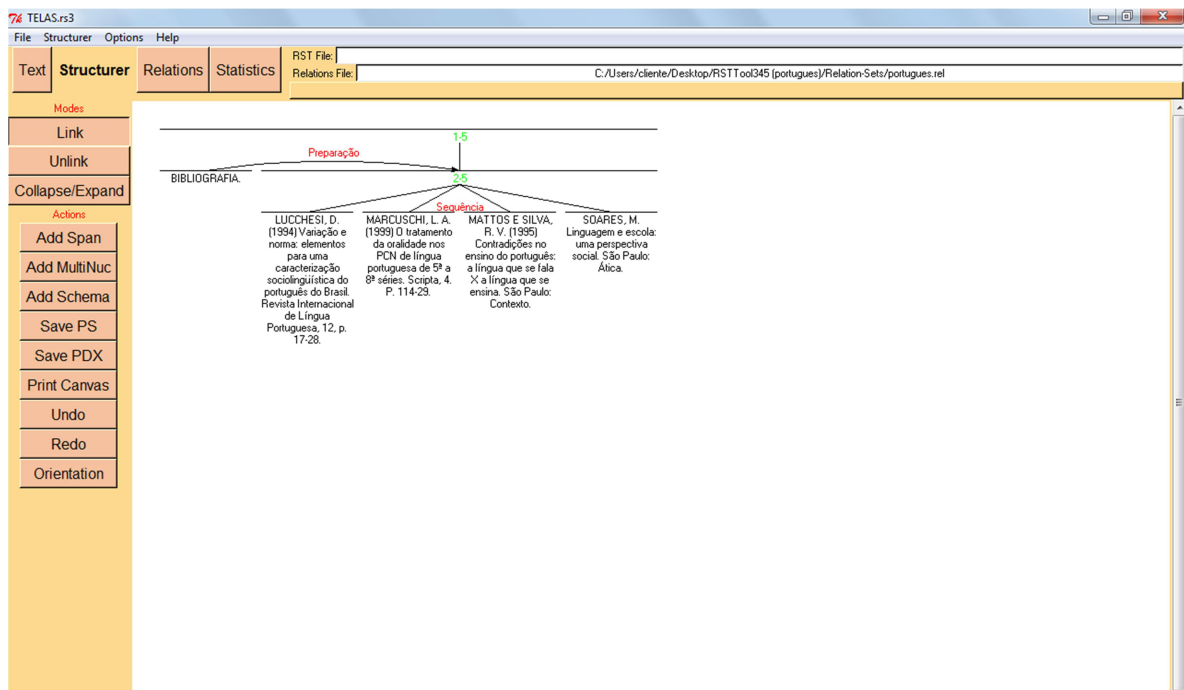 TELAS.rs3
File Structurer Options Help
Text Structurer Relations Statistics
RST File:
Relations File: C:/Users/cliente/Desktop/RSTTool345 (portugues)/Relation-Sets/portugues.rel
Modes
Link
Unlink
Collapse/Expand
Actions
Add Span
Add MultiNuc
Add Schema
Save PS
Save PDX
Print Canvas
Undo
Redo
Orientation
1-5
Preparação
BIBLIOGRAFIA.
2-5
Sequência
LUCCHESI, D.
(1994) Variação e
norma: elementos
para uma
caracterização
sociolingüística do
português do Brasil.
Revista Internacional
de Língua
Portuguesa, 12, p.
17-28.
MARCUSCHI, L. A.
(1999) O tratamento
da oralidade nos
PCN de língua
portuguesa de 5ª a
8ª séries. Scripta, 4.
P. 114-29.
MATTOS E SILVA,
R. V. (1995)
Contradições no
ensino do português:
a língua que se fala
X a língua que se
ensina. São Paulo:
Contexto.
SOARES, M.
Linguagem e escola:
uma perspectiva
social. São Paulo:
Ática.